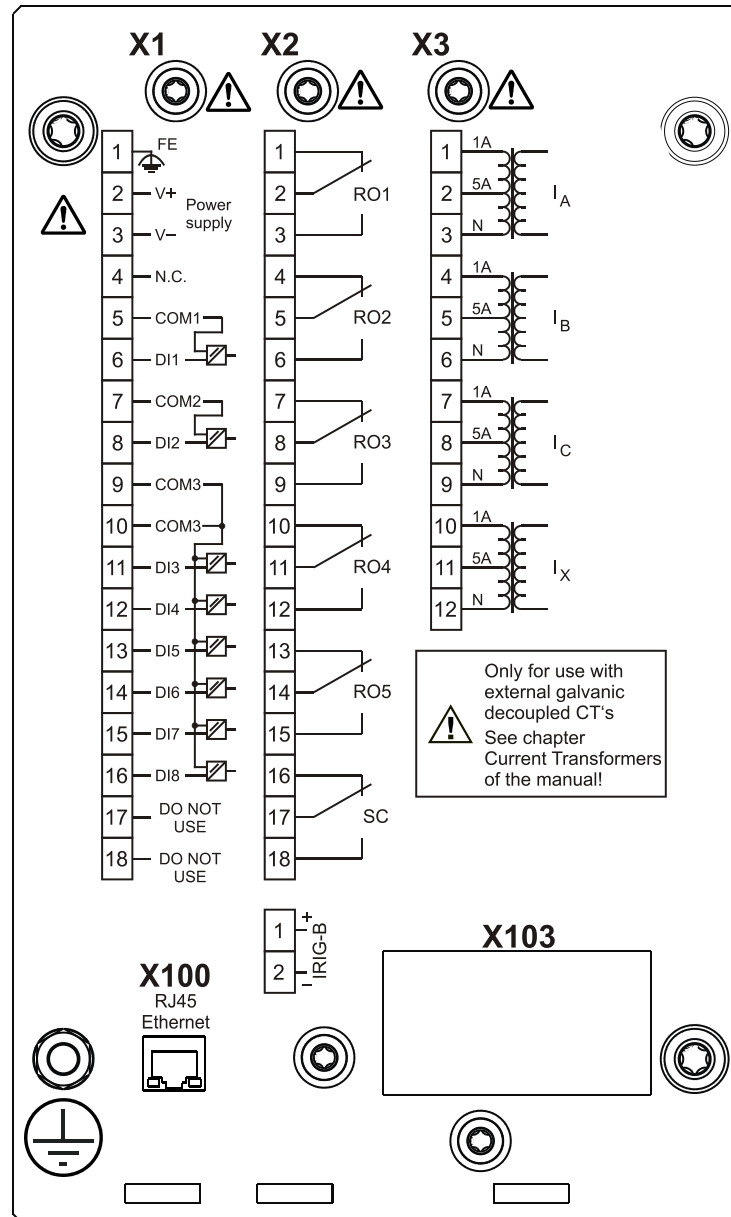 X1
X2
X3
1 FE
2 V+
Power
supply
3 V–
4 N.C.
5 COM1
6 DI1
7 COM2
8 DI2
9 COM3
10 COM3
11 DI3
12 DI4
13 DI5
14 DI6
15 DI7
16 DI8
17 DO NOT
USE
18 DO NOT
USE
1
2 RO1
3
4
5 RO2
6
7
8 RO3
9
10
11 RO4
12
13
14 RO5
15
16
17 SC
18
1 1A
2 5A IA
3 N
4 1A
5 5A IB
6 N
7 1A
8 5A IC
9 N
10 1A
11 5A IX
12 N
Only for use with
external galvanic
decoupled CT‘s
See chapter
Current Transformers
of the manual!
1 +
2 –
IRIG-B
X100
RJ45
Ethernet
X103